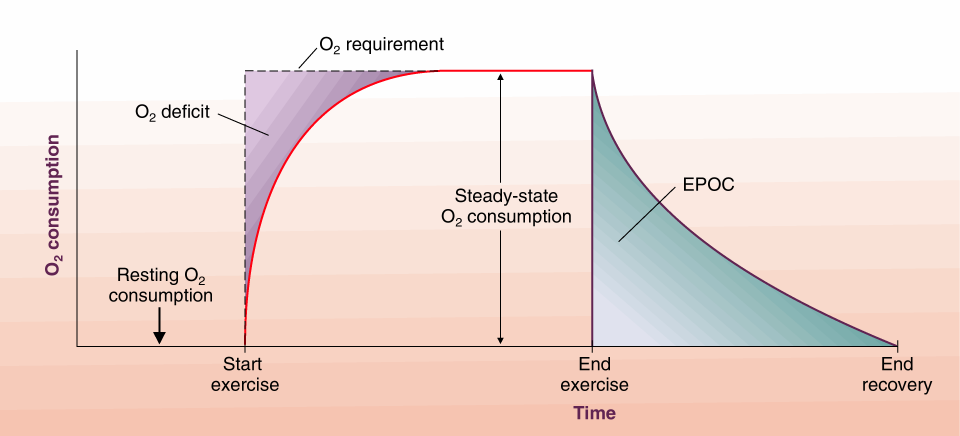 O₂ requirement
O₂ deficit
EPOC
Steady-state
O₂ consumption
O₂ consumption
Resting O₂
consumption
Start
exercise
End
exercise
End
recovery
Time